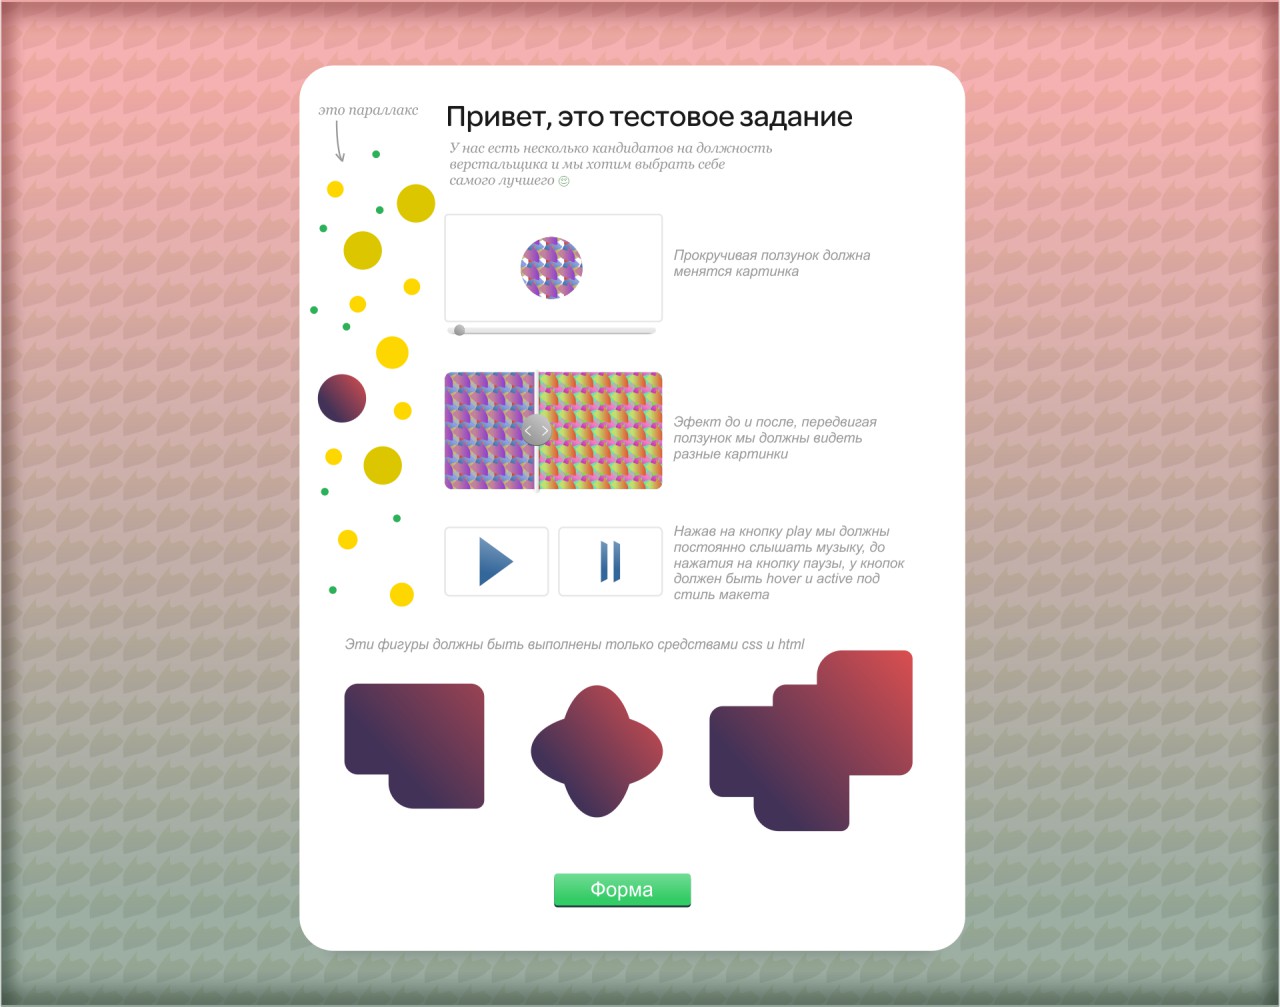 это параллакс
Привет, это тестовое задание
У нас есть несколько кандидатов на должность
верстальщика и мы хотим выбрать себе
самого лучшего ☺
Прокручивая ползунок должна
менятся картинка
Эфект до и после, передвигая
ползунок мы должны видеть
разные картинки
Нажав на кнопку play мы должны
постоянно слышать музыку, до
нажатия на кнопку паузы, у кнопок
должен быть hover и active под
стиль макета
Эти фигуры должны быть выполнены только средствами css и html
Форма